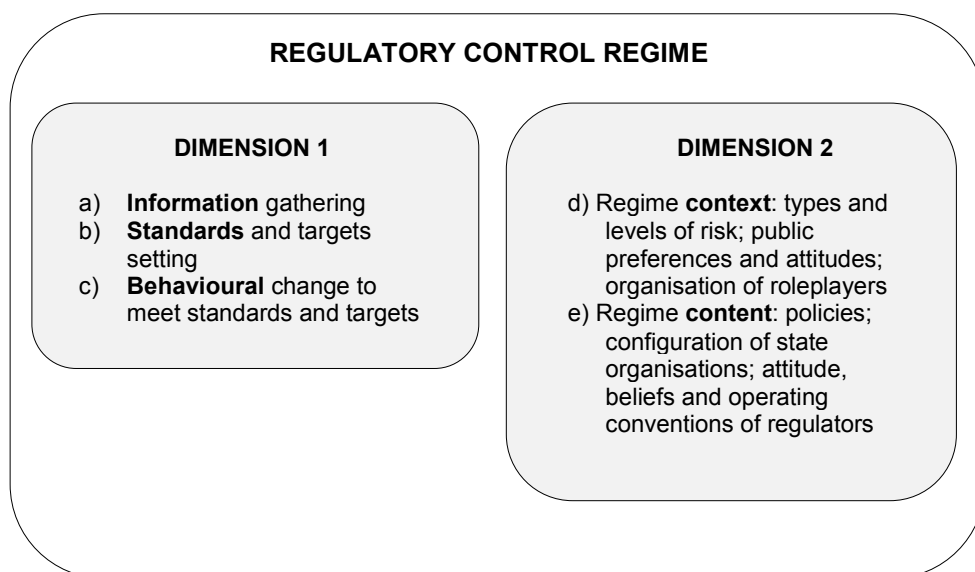 REGULATORY CONTROL REGIME
DIMENSION 1
a) Information gathering
b) Standards and targets
setting
c) Behavioural change to
meet standards and targets
DIMENSION 2
d) Regime context: types and
levels of risk; public
preferences and attitudes;
organisation of roleplayers
e) Regime content: policies;
configuration of state
organisations; attitude,
beliefs and operating
conventions of regulators